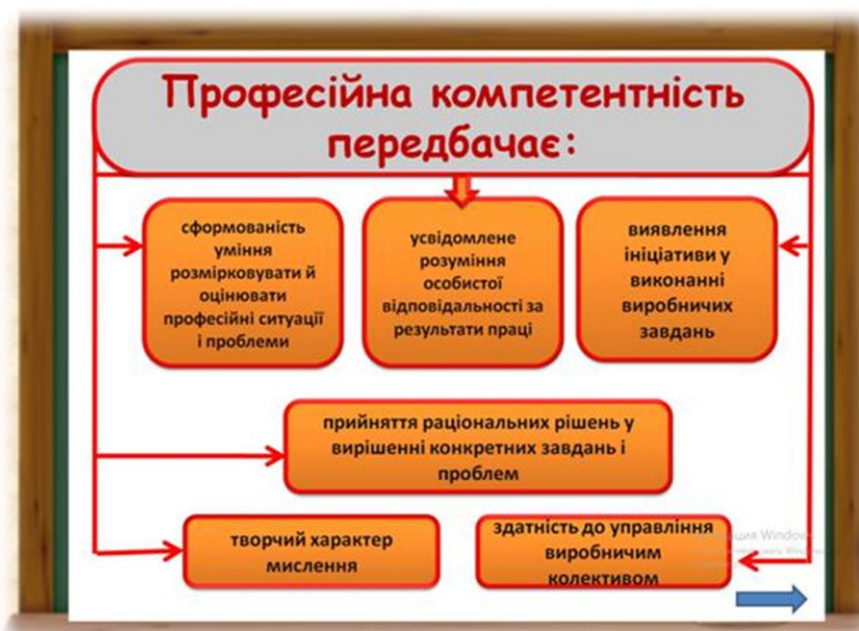 Професійна компетентність
передбачає:
сформованість
уміння
розмірковувати й
оцінювати
професійні ситуації
і проблеми
усвідомлене
розуміння
особистої
відповідальності за
результати праці
виявлення
ініціативи у
виконанні
виробничих
завдань
прийняття раціональних рішень у
вирішенні конкретних завдань і
проблем
творчий характер
мислення
здатність до управління
виробничим
колективом
Windows